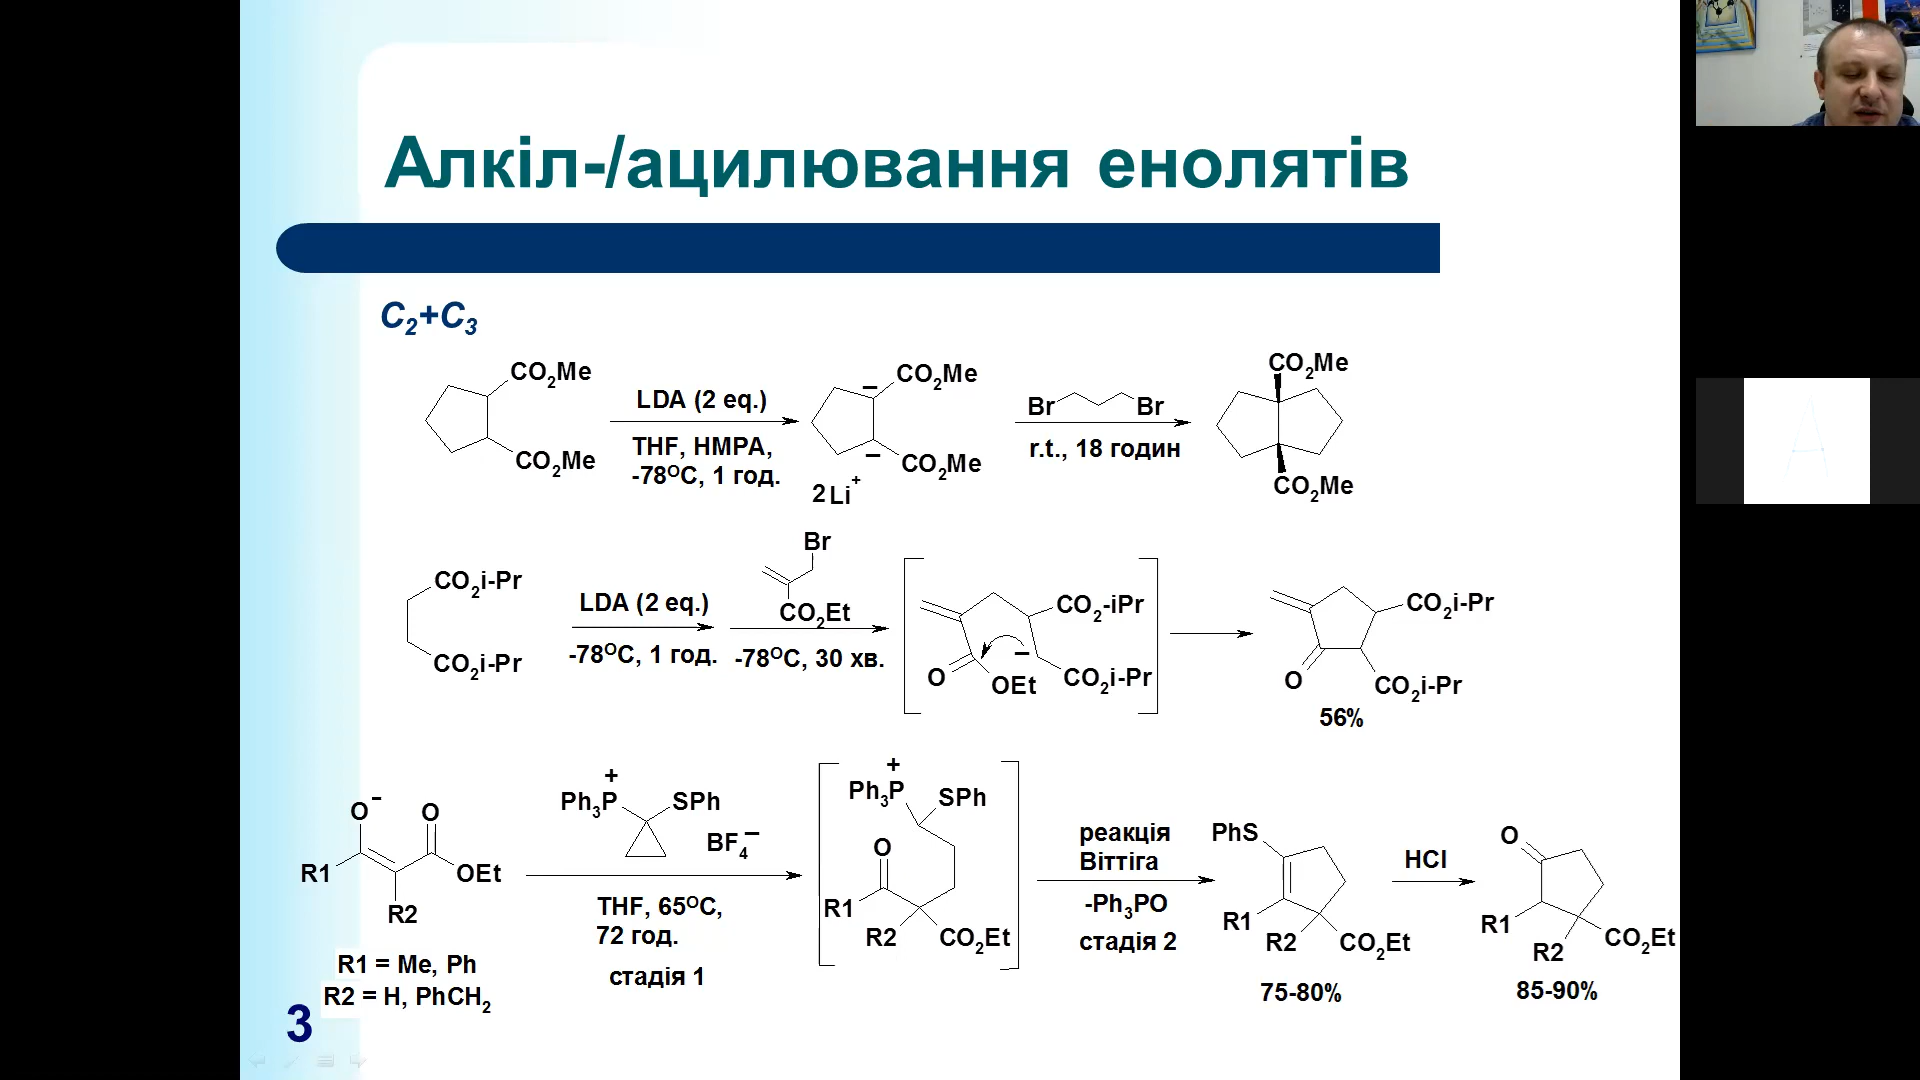 Алкіл-/ацилювання енолятів
C2+C3
CO2Me
CO2Me
LDA (2 eq.)
THF, HMPA,
-78OC, 1 год.
– CO2Me
– CO2Me
2Li+
Br Br
r.t., 18 годин
CO2Me
CO2Me
CO2i-Pr
CO2i-Pr
LDA (2 eq.)
-78OC, 1 год.
Br
CO2Et
-78OC, 30 хв.
CO2-iPr
–
O
OEt
CO2i-Pr
CO2i-Pr
O
CO2i-Pr
56%
O– O
R1 OEt
R2
R1 = Me, Ph
R2 = H, PhCH2
+
Ph3P SPh
BF4–
THF, 65OC,
72 год.
стадія 1
+
Ph3P SPh
O
R1
R2 CO2Et
реакція
Віттіга
-Ph3PO
стадія 2
PhS
R1
R2 CO2Et
75-80%
HCl
O
R1
R2 CO2Et
85-90%
3